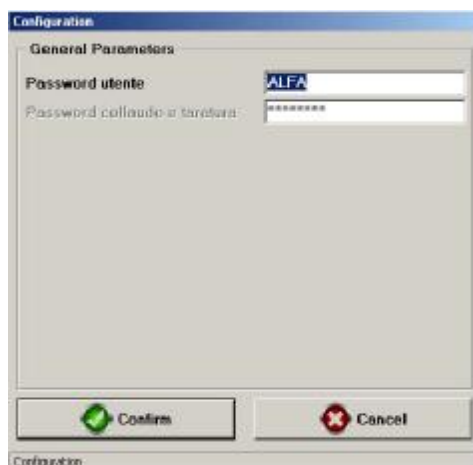 Configuration
General Parameters
Password utente
ALFA
Password collaudo e taratura
********
Confirm
Cancel
Configuration